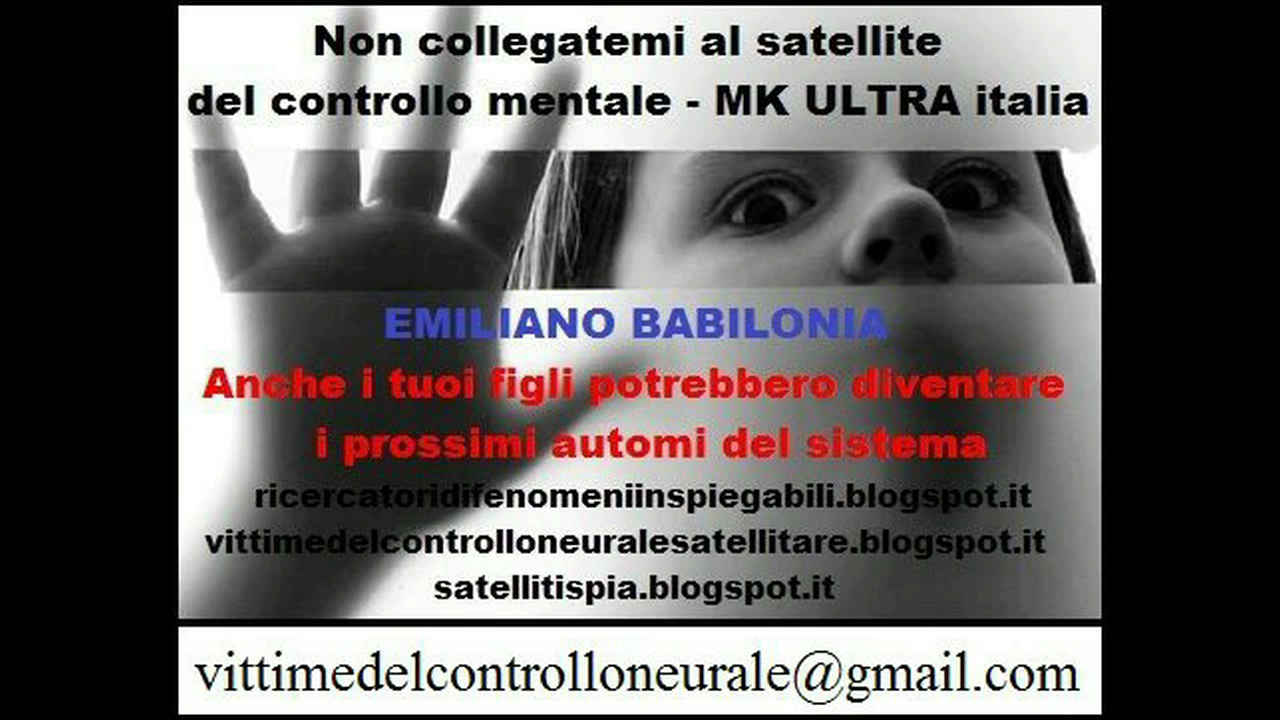 Non collegatemi al satellite
del controllo mentale - MK ULTRA italia
EMILIANO BABILONIA
Anche i tuoi figli potrebbero diventare
i prossimi automi del sistema
ricercatoridifenomeniinspiegabili.blogspot.it
vittimedelcontrolloneuralesatellitare.blogspot.it
satellitispia.blogspot.it
vittimedelcontrolloneurale@gmail.com